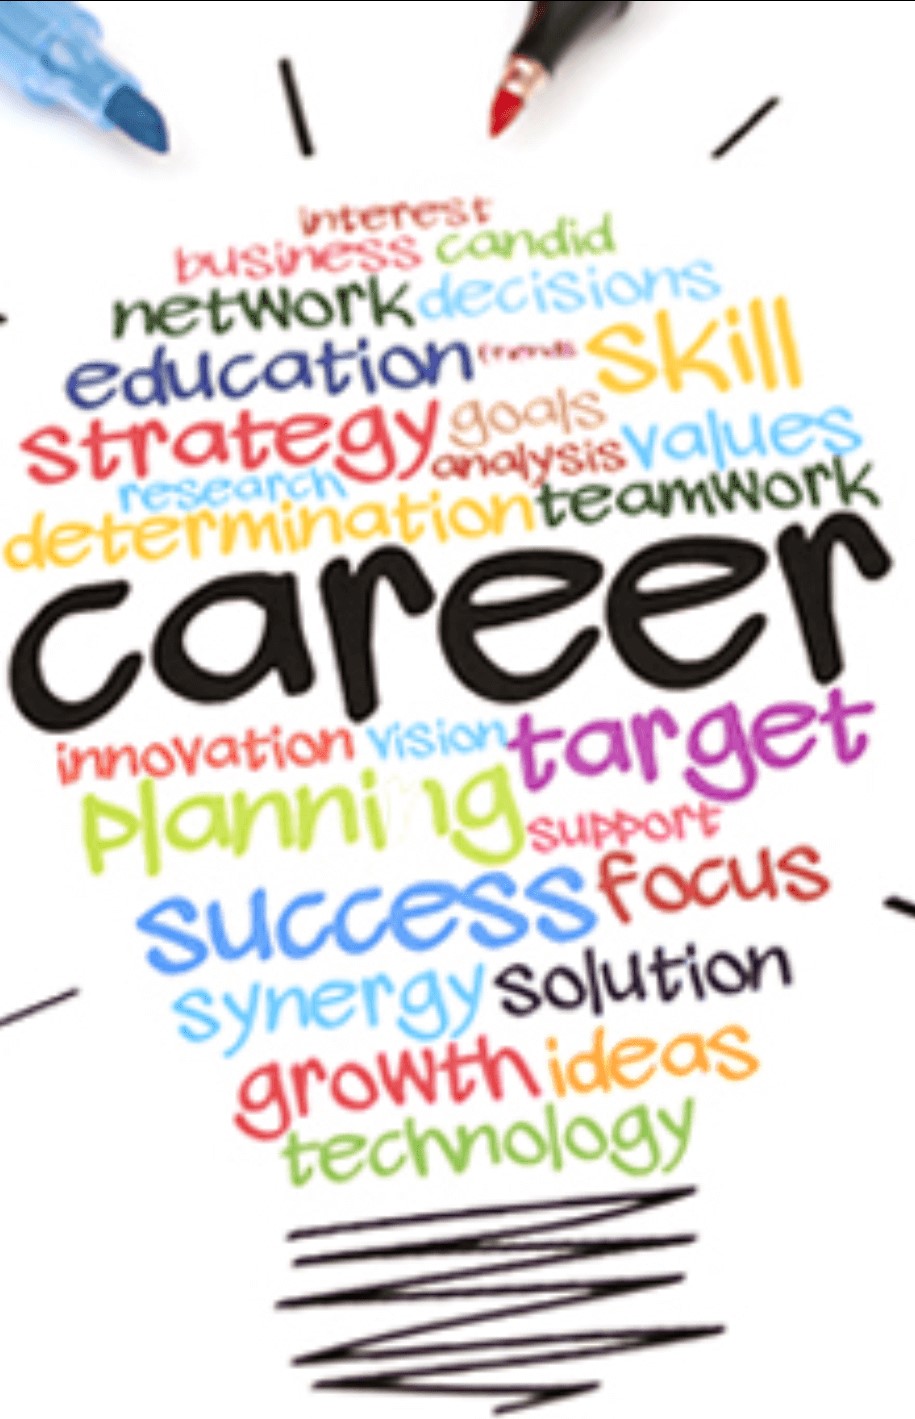 interest
business candid
network decisions
education trends skill
strategy goals
analysis values
research
determination teamwork
career
innovation vision target
planning support
success focus
synergy solution
growth ideas
technology